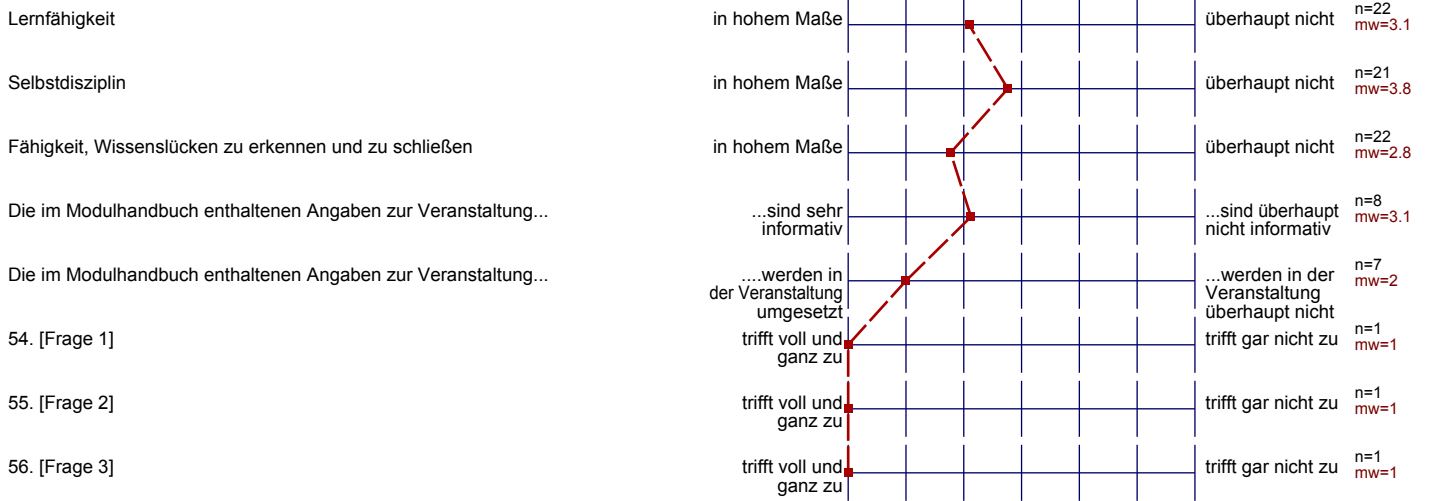 Lernfähigkeit in hohem Maße überhaupt nicht n=22
mw=3.1
Selbstdisziplin in hohem Maße überhaupt nicht n=21
mw=3.8
Fähigkeit, Wissenslücken zu erkennen und zu schließen in hohem Maße überhaupt nicht n=22
mw=2.8
Die im Modulhandbuch enthaltenen Angaben zur Veranstaltung... ...sind sehr ...sind überhaupt n=8
informativ nicht informativ mw=3.1
Die im Modulhandbuch enthaltenen Angaben zur Veranstaltung... ....werden in ...werden in der n=7
der Veranstaltung Veranstaltung mw=2
umgesetzt überhaupt nicht
54. [Frage 1] trifft voll und trifft gar nicht zu n=1
ganz zu mw=1
55. [Frage 2] trifft voll und trifft gar nicht zu n=1
ganz zu mw=1
56. [Frage 3] trifft voll und trifft gar nicht zu n=1
ganz zu mw=1